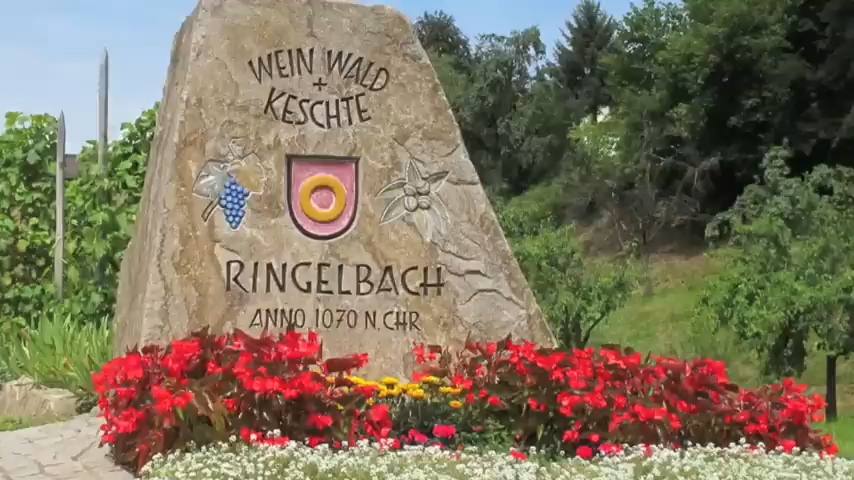 WEIN WALD
+
KESCHTE
RINGELBACH
ANNO 1070 N. CHR